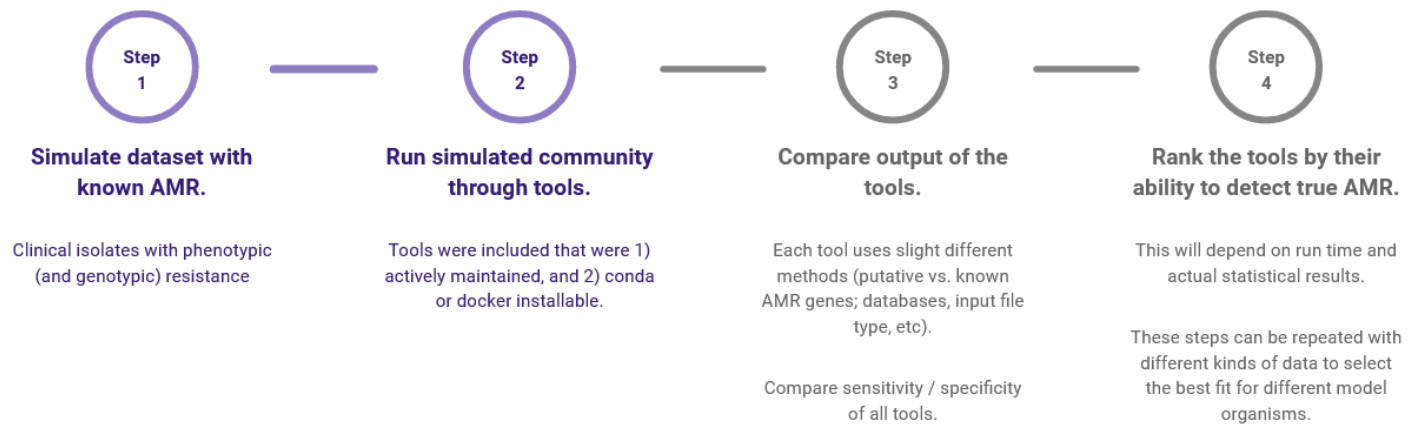 Step
1
Simulate dataset with
known AMR.
Clinical isolates with phenotypic
(and genotypic) resistance
Step
2
Run simulated community
through tools.
Tools were included that were 1)
actively maintained, and 2) conda
or docker installable.
Step
3
Compare output of the
tools.
Each tool uses slight different
methods (putative vs. known
AMR genes; databases, input file
type, etc).
Compare sensitivity / specificity
of all tools.
Step
4
Rank the tools by their
ability to detect true AMR.
This will depend on run time and
actual statistical results.
These steps can be repeated with
different kinds of data to select
the best fit for different model
organisms.